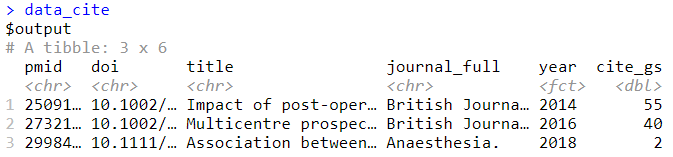 > data_cite
$output
# A tibble: 3 x 6
pmid doi title journal_full year cite_gs
<chr> <chr> <chr> <chr> <fct> <dbl>
1 25091… 10.1002/… Impact of post-oper… British Journa… 2014 55
2 27321… 10.1002/… Multicentre prospec… British Journa… 2016 40
3 29984… 10.1111/… Association between… Anaesthesia. 2018 2